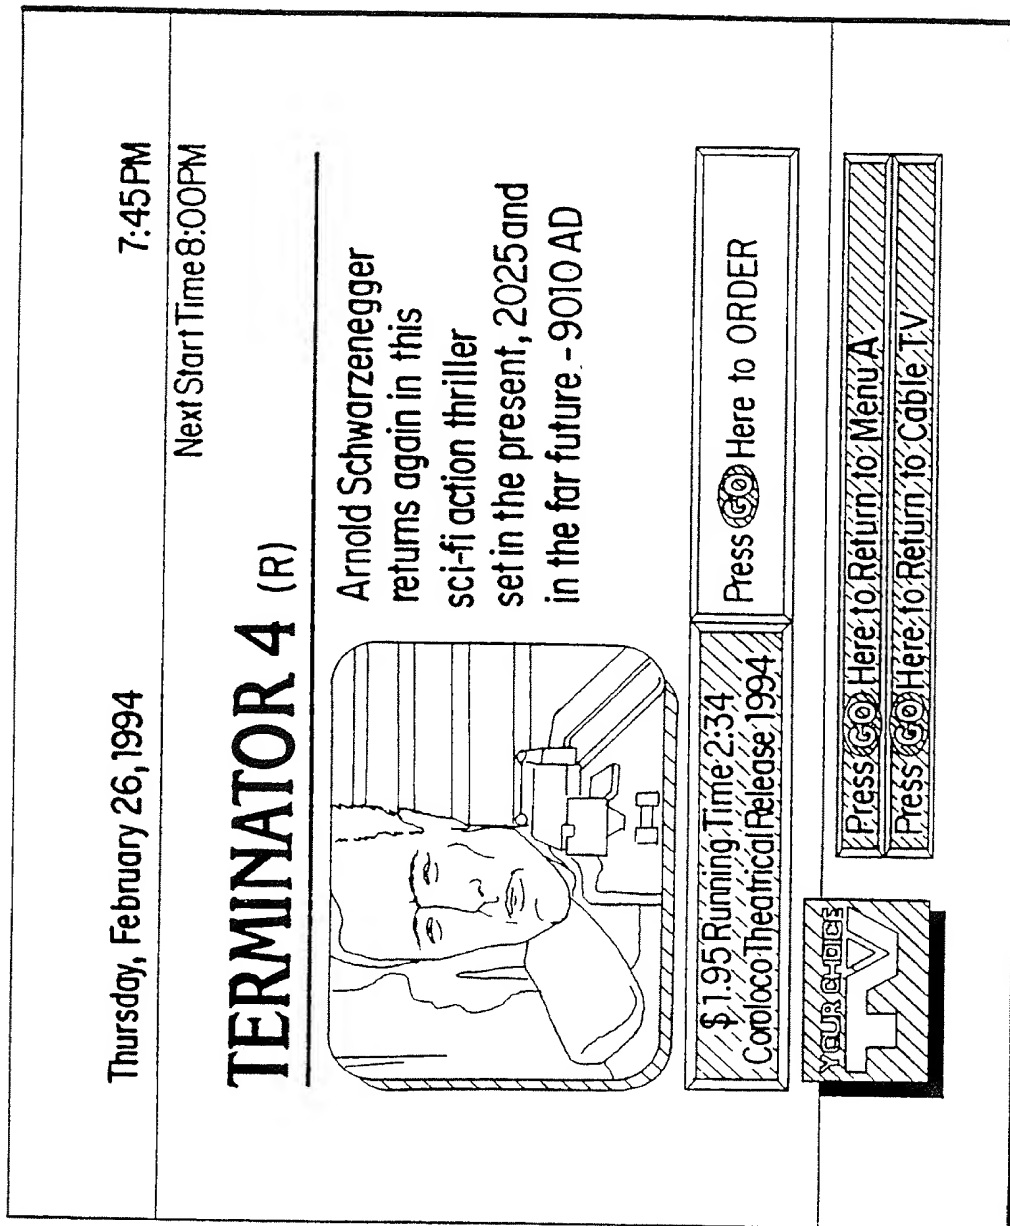 Thursday, February 26, 1994 7:45PM
Next Start Time 8:00PM
TERMINATOR 4 (R)
Arnold Schwarzenegger
returns again in this
sci-fi action thriller
set in the present, 2025 and
in the far future - 9010 AD
$1.95 Running Time 2:34
Coroloco Theatrical Release 1994
Press GO Here to ORDER
Press GO Here to Return to Menu A
Press GO Here to Return to Cable TV
YOUR CHOICE
TV